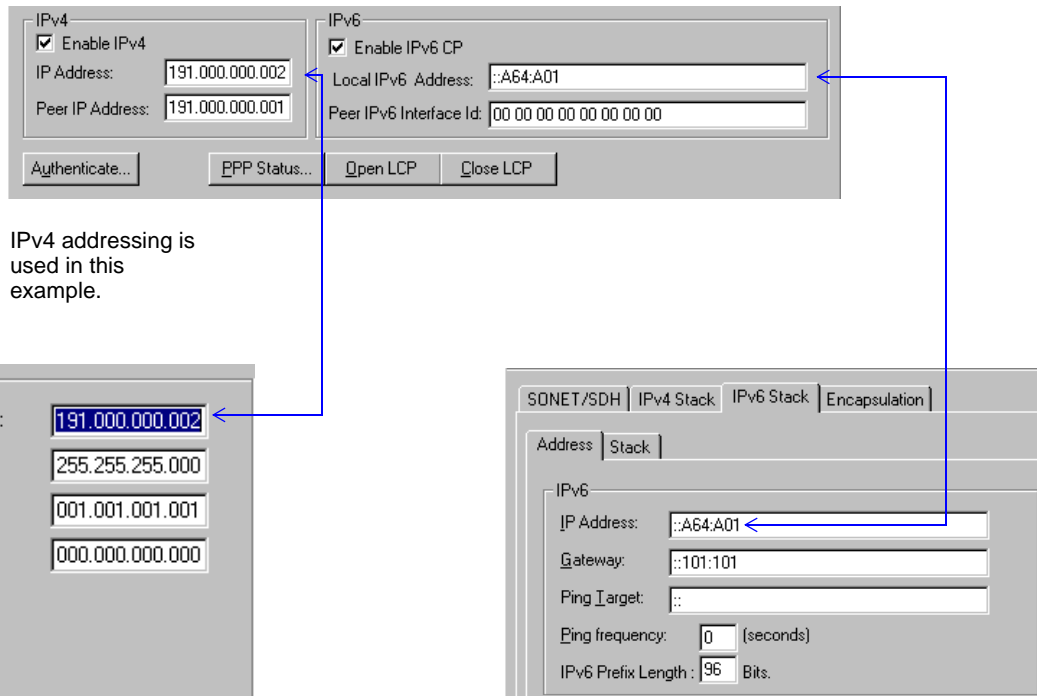 IPv4
Enable IPv4
IP Address: 191.000.000.002
Peer IP Address: 191.000.000.001
IPv6
Enable IPv6 CP
Local IPv6 Address: ::A64:A01
Peer IPv6 Interface Id: 00 00 00 00 00 00 00 00
Authenticate... PPP Status... Open LCP Close LCP
IPv4 addressing is
used in this
example.
: 191.000.000.002
255.255.255.000
001.001.001.001
000.000.000.000
SONET/SDH IPv4 Stack IPv6 Stack Encapsulation
Address Stack
IPv6
IP Address: ::A64:A01
Gateway: ::101:101
Ping Target: ::
Ping frequency: 0 (seconds)
IPv6 Prefix Length : 96 Bits.